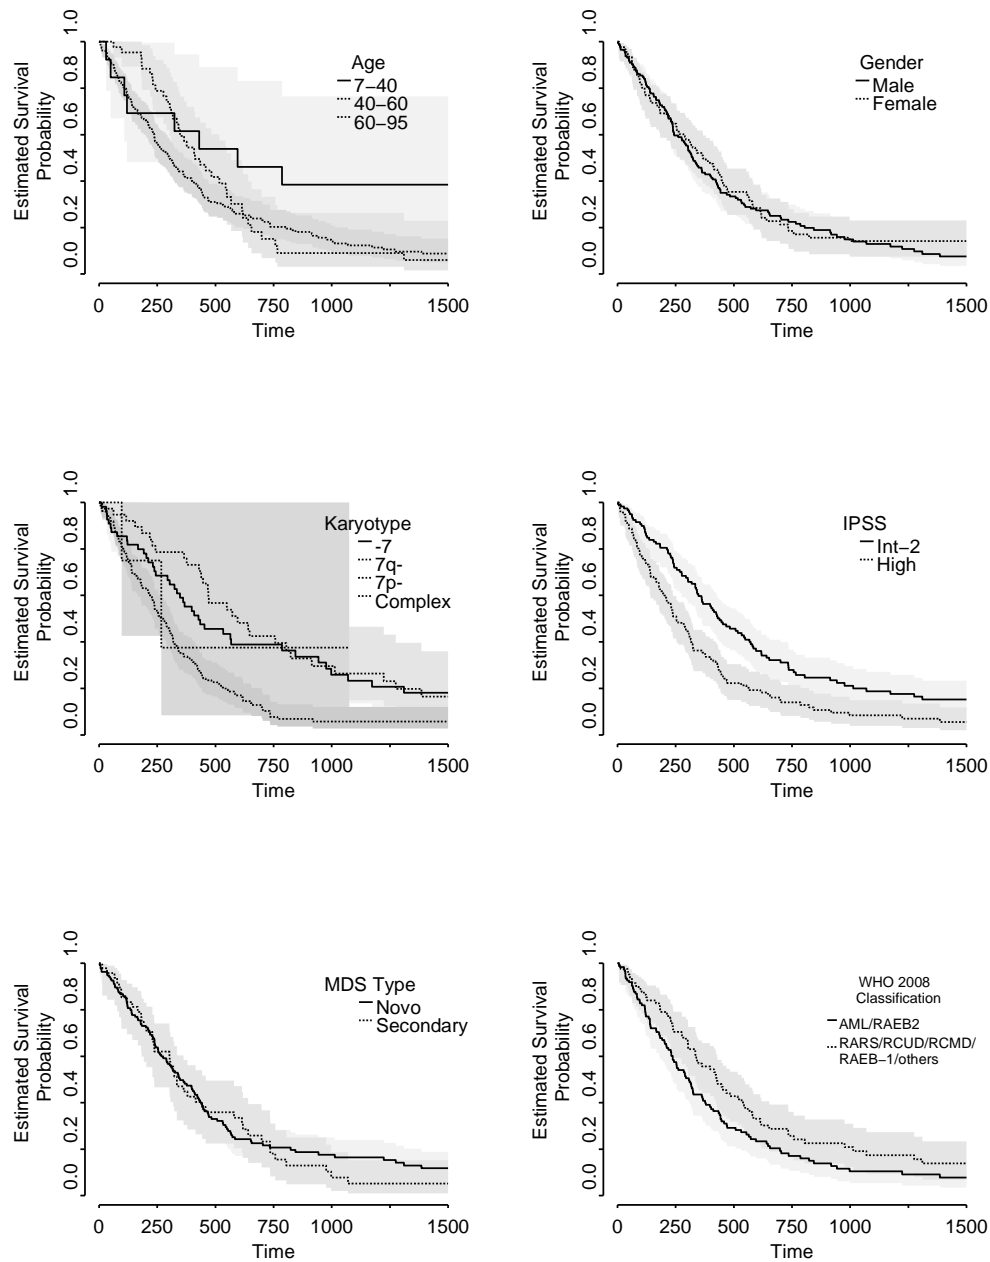 Estimated Survival
Probability
1.0
0.8
0.6
0.4
0.2
0.0
Age
7−40
40−60
60−95
0 250 500 750 1000 1500
Time
Estimated Survival
Probability
1.0
0.8
0.6
0.4
0.2
0.0
Gender
Male
Female
0 250 500 750 1000 1500
Time
Estimated Survival
Probability
1.0
0.8
0.6
0.4
0.2
0.0
Karyotype
-7
7q-
7p-
Complex
0 250 500 750 1000 1500
Time
Estimated Survival
Probability
1.0
0.8
0.6
0.4
0.2
0.0
IPSS
Int−2
High
0 250 500 750 1000 1500
Time
Estimated Survival
Probability
1.0
0.8
0.6
0.4
0.2
0.0
MDS Type
Novo
Secondary
0 250 500 750 1000 1500
Time
Estimated Survival
Probability
1.0
0.8
0.6
0.4
0.2
0.0
WHO 2008
Classification
AML/RAEB2
RARS/RCUD/RCMD/
RAEB−1/others
0 250 500 750 1000 1500
Time